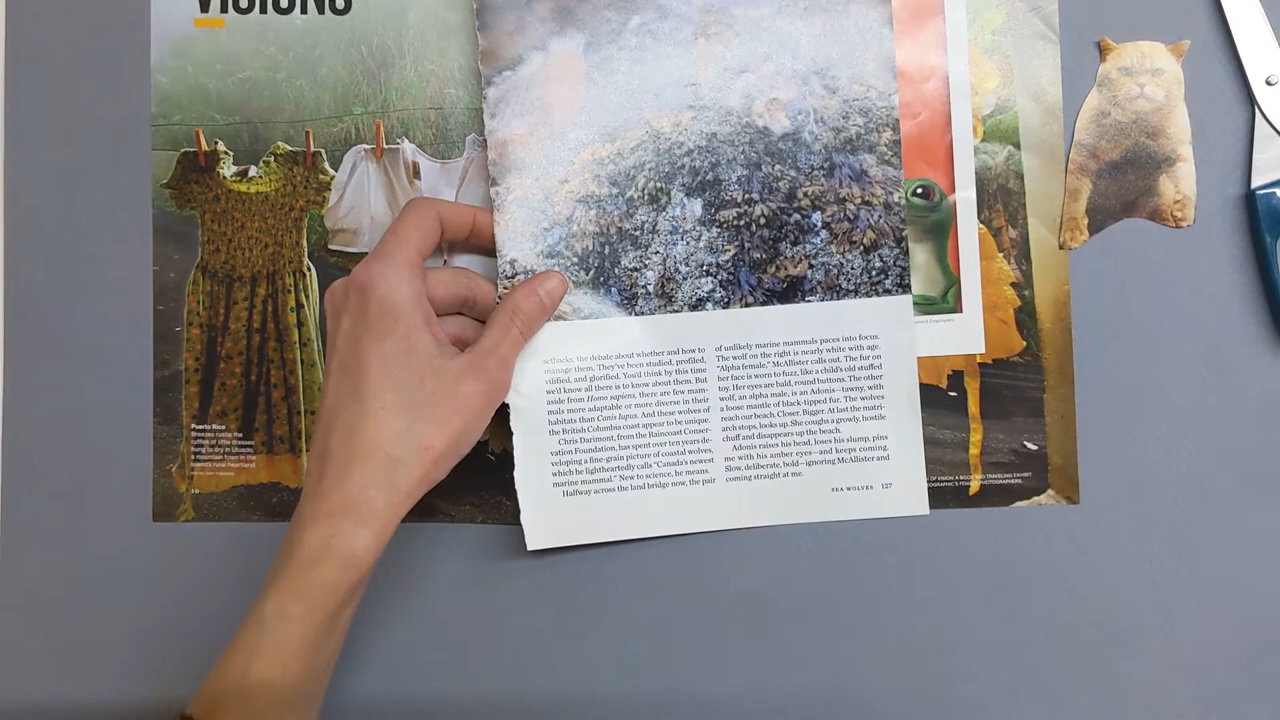 VISIONS
Puerto Rico
Breezes rustle the
ruffles of little dresses
hung to dry in Utuado,
a mountain town in the
island's rural heartland.
setbacks, the debate about whether and how to
manage them. They've been studied, profiled,
vilified, and glorified. You'd think by this time
we'd know all there is to know about them. But
aside from Homo sapiens, there are few mam-
mals more adaptable or more diverse in their
habitats than Canis lupus. And these wolves of
the British Columbia coast appear to be unique.
Chris Darimont, from the Raincoast Conser-
vation Foundation, has spent over ten years de-
veloping a fine-grain picture of coastal wolves,
which he lightheartedly calls "Canada's newest
marine mammal." New to science, he means.
Halfway across the land bridge now, the pair
of unlikely marine mammals paces into focus.
The wolf on the right is nearly white with age.
"Alpha female," McAllister calls out. The fur on
her face is worn to fuzz, like a child's old stuffed
toy. Her eyes are bald, round buttons. The other
wolf, an alpha male, is an Adonis—tawny, with
a loose mantle of black-tipped fur. The wolves
reach our beach. Closer. Bigger. At last the matri-
arch stops, looks up. She coughs a growly, hostile
chuff and disappears up the beach.
Adonis raises his head, loses his slump, pins
me with his amber eyes—and keeps coming.
Slow, deliberate, bold—ignoring McAllister and
coming straight at me.
SEA WOLVES 127
Employees
OF VISION: A BOOK AND TRAVELING EXHIBIT
PHOTOGRAPHERS.